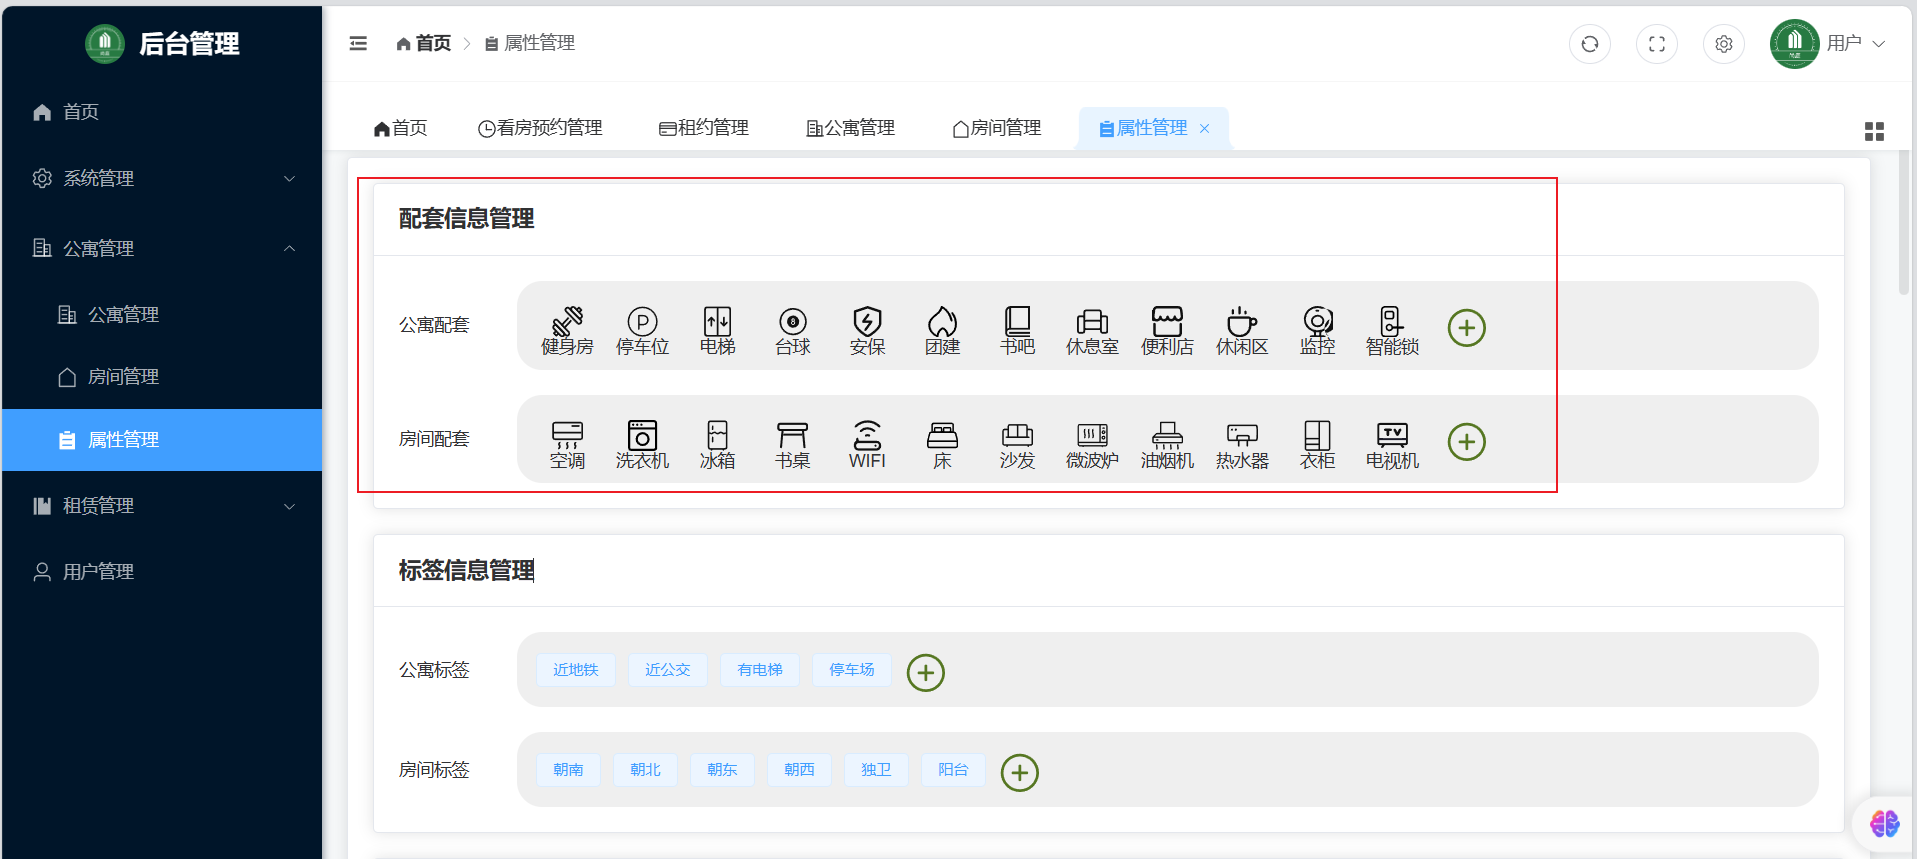 后台管理
首页
系统管理
公寓管理
公寓管理
房间管理
属性管理
租赁管理
用户管理
首页 属性管理
用户
首页 看房预约管理 租约管理 公寓管理 房间管理 属性管理
配套信息管理
公寓配套
P
8
健身房 停车位 电梯 台球 安保 团建 书吧 休息室 便利店 休闲区 监控 智能锁
房间配套
TV
空调 洗衣机 冰箱 书桌 WIFI 床 沙发 微波炉 油烟机 热水器 衣柜 电视机
标签信息管理
公寓标签 近地铁 近公交 有电梯 停车场
房间标签 朝南 朝北 朝东 朝西 独卫 阳台